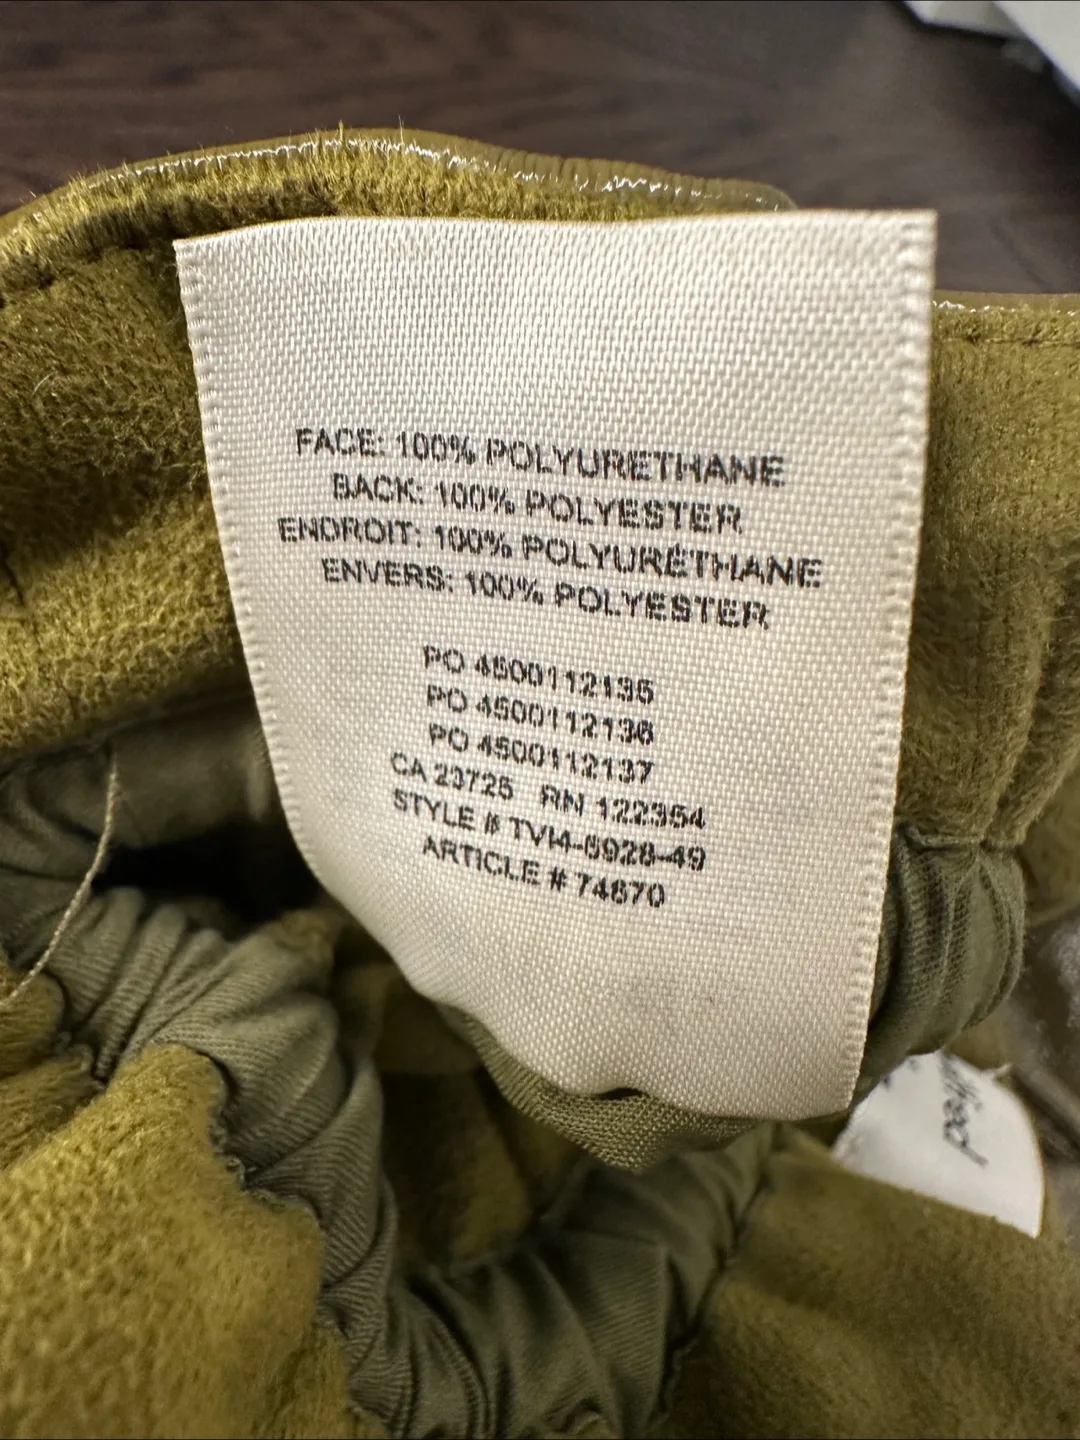 FACE: 100% POLYURETHANE
BACK: 100% POLYESTER
ENDROIT: 100% POLYURÉTHANE
ENVERS: 100% POLYESTER
PO 4500112135
PO 4500112136
PO 4500112137
CA 23725 RN 122354
STYLE # TVI4-6928-49
ARTICLE # 74670